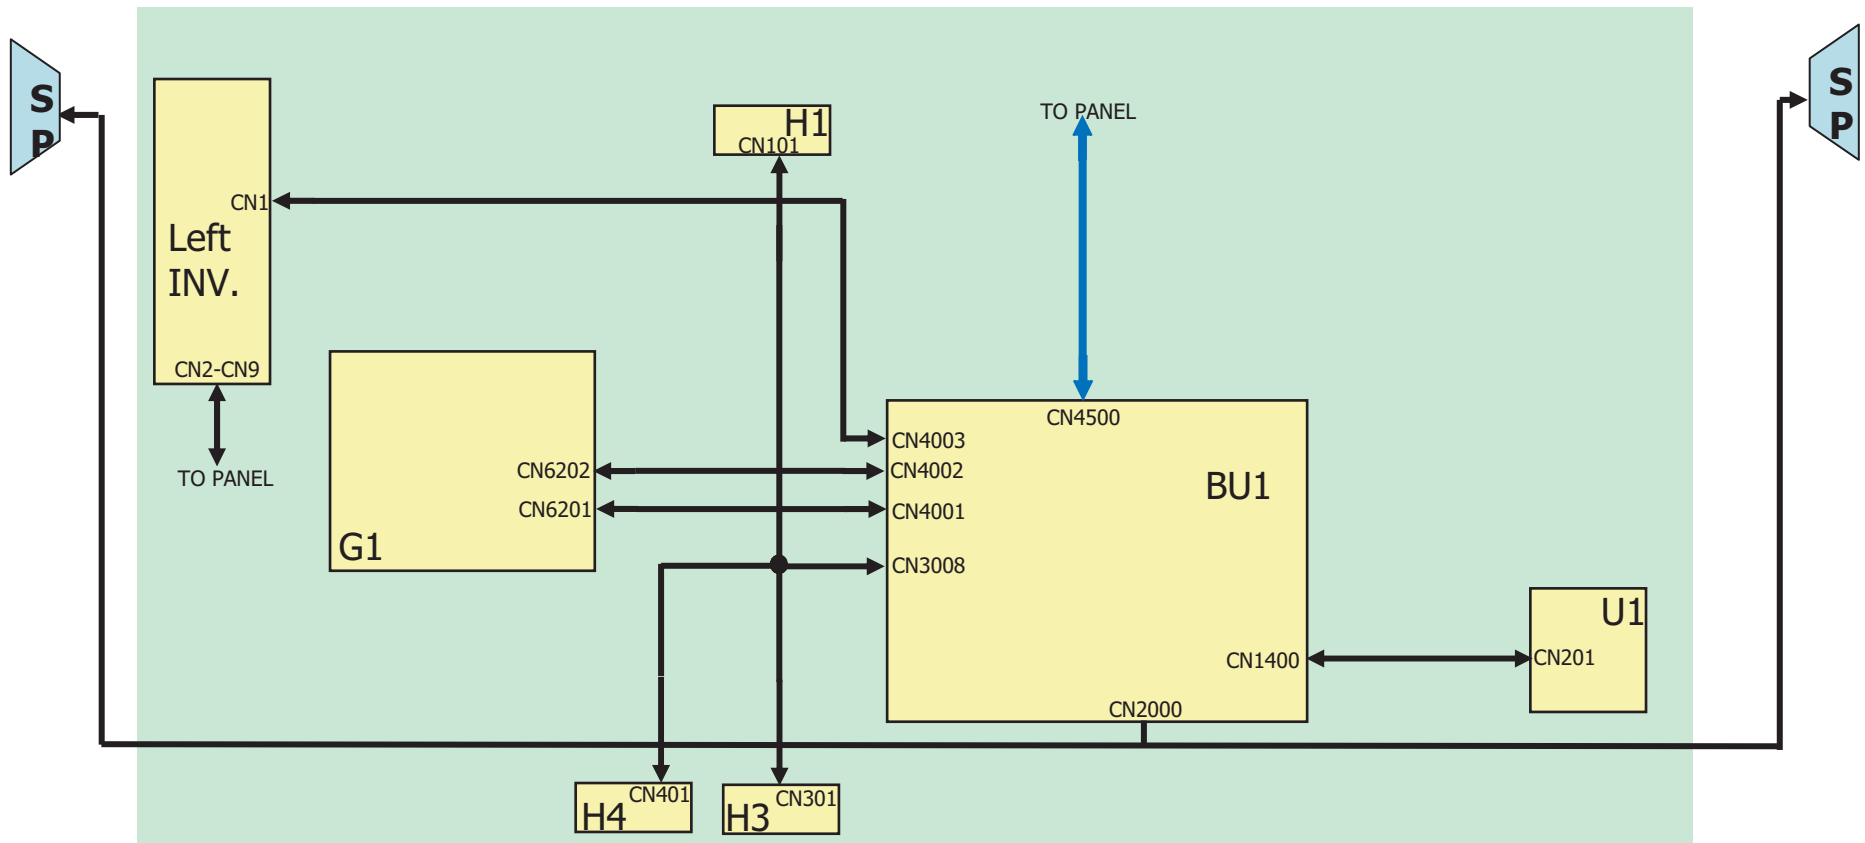 S
P
S
P
H1
CN101
TO PANEL
CN1
Left
INV.
CN2-CN9
TO PANEL
CN6202
CN6201
G1
CN4500
CN4003
CN4002
BU1
CN4001
CN3008
CN1400
CN2000
U1
CN201
CN401
H4
CN301
H3